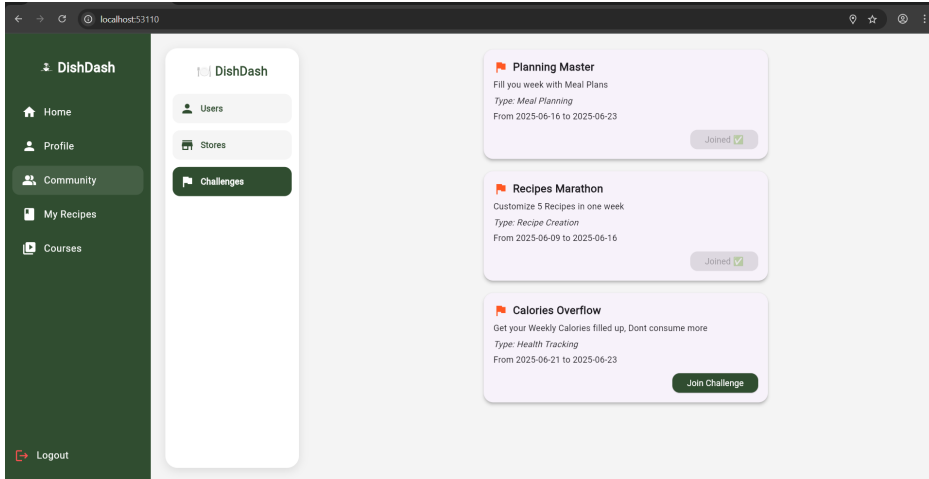 localhost:53110
DishDash
Home
Profile
Community
My Recipes
Courses
Logout
DishDash
Users
Stores
Challenges
Planning Master
Fill you week with Meal Plans
Type: Meal Planning
From 2025-06-16 to 2025-06-23
Joined ✅
Recipes Marathon
Customize 5 Recipes in one week
Type: Recipe Creation
From 2025-06-09 to 2025-06-16
Joined ✅
Calories Overflow
Get your Weekly Calories filled up, Dont consume more
Type: Health Tracking
From 2025-06-21 to 2025-06-23
Join Challenge